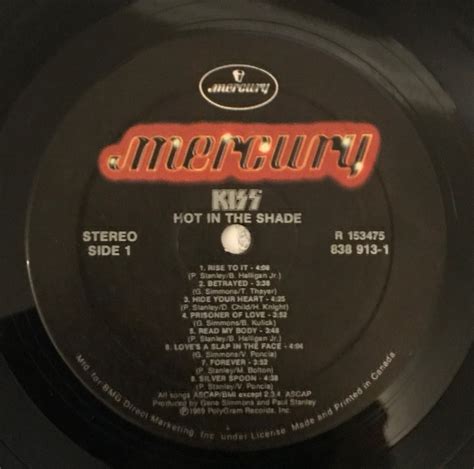 mercury
mercury
KISS
HOT IN THE SHADE
STEREO
SIDE 1
R 153475
838 913-1
1. RISE TO IT - 4:08
(P. Stanley/B. Halligan Jr.)
2. BETRAYED - 3:38
(G. Simmons/T. Thayer)
3. HIDE YOUR HEART - 4:25
(P. Stanley/D. Child/H. Knight)
4. PRISONER OF LOVE - 3:52
(G. Simmons/B. Kulick)
5. READ MY BODY - 3:48
(P. Stanley/B. Halligan Jr.)
6. LOVE'S A SLAP IN THE FACE - 4:04
(G. Simmons/V. Poncia)
7. FOREVER - 3:52
(P. Stanley/M. Bolton)
8. SILVER SPOON - 4:38
(P. Stanley/V. Poncia)
All songs ASCAP/BMI except 2,3,4 ASCAP
Produced by Gene Simmons and Paul Stanley
℗1989 PolyGram Records, Inc.
Mfd. for BMG Direct Marketing, Inc. under License. Made and Printed in Canada